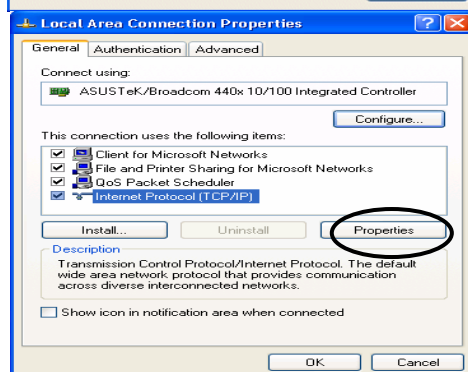 Local Area Connection Properties
General Authentication Advanced
Connect using:
ASUSTeK/Broadcom 440x 10/100 Integrated Controller
Configure...
This connection uses the following items:
Client for Microsoft Networks
File and Printer Sharing for Microsoft Networks
QoS Packet Scheduler
Internet Protocol (TCP/IP)
Install... Uninstall Properties
Description
Transmission Control Protocol/Internet Protocol. The default
wide area network protocol that provides communication
across diverse interconnected networks.
Show icon in notification area when connected
OK Cancel